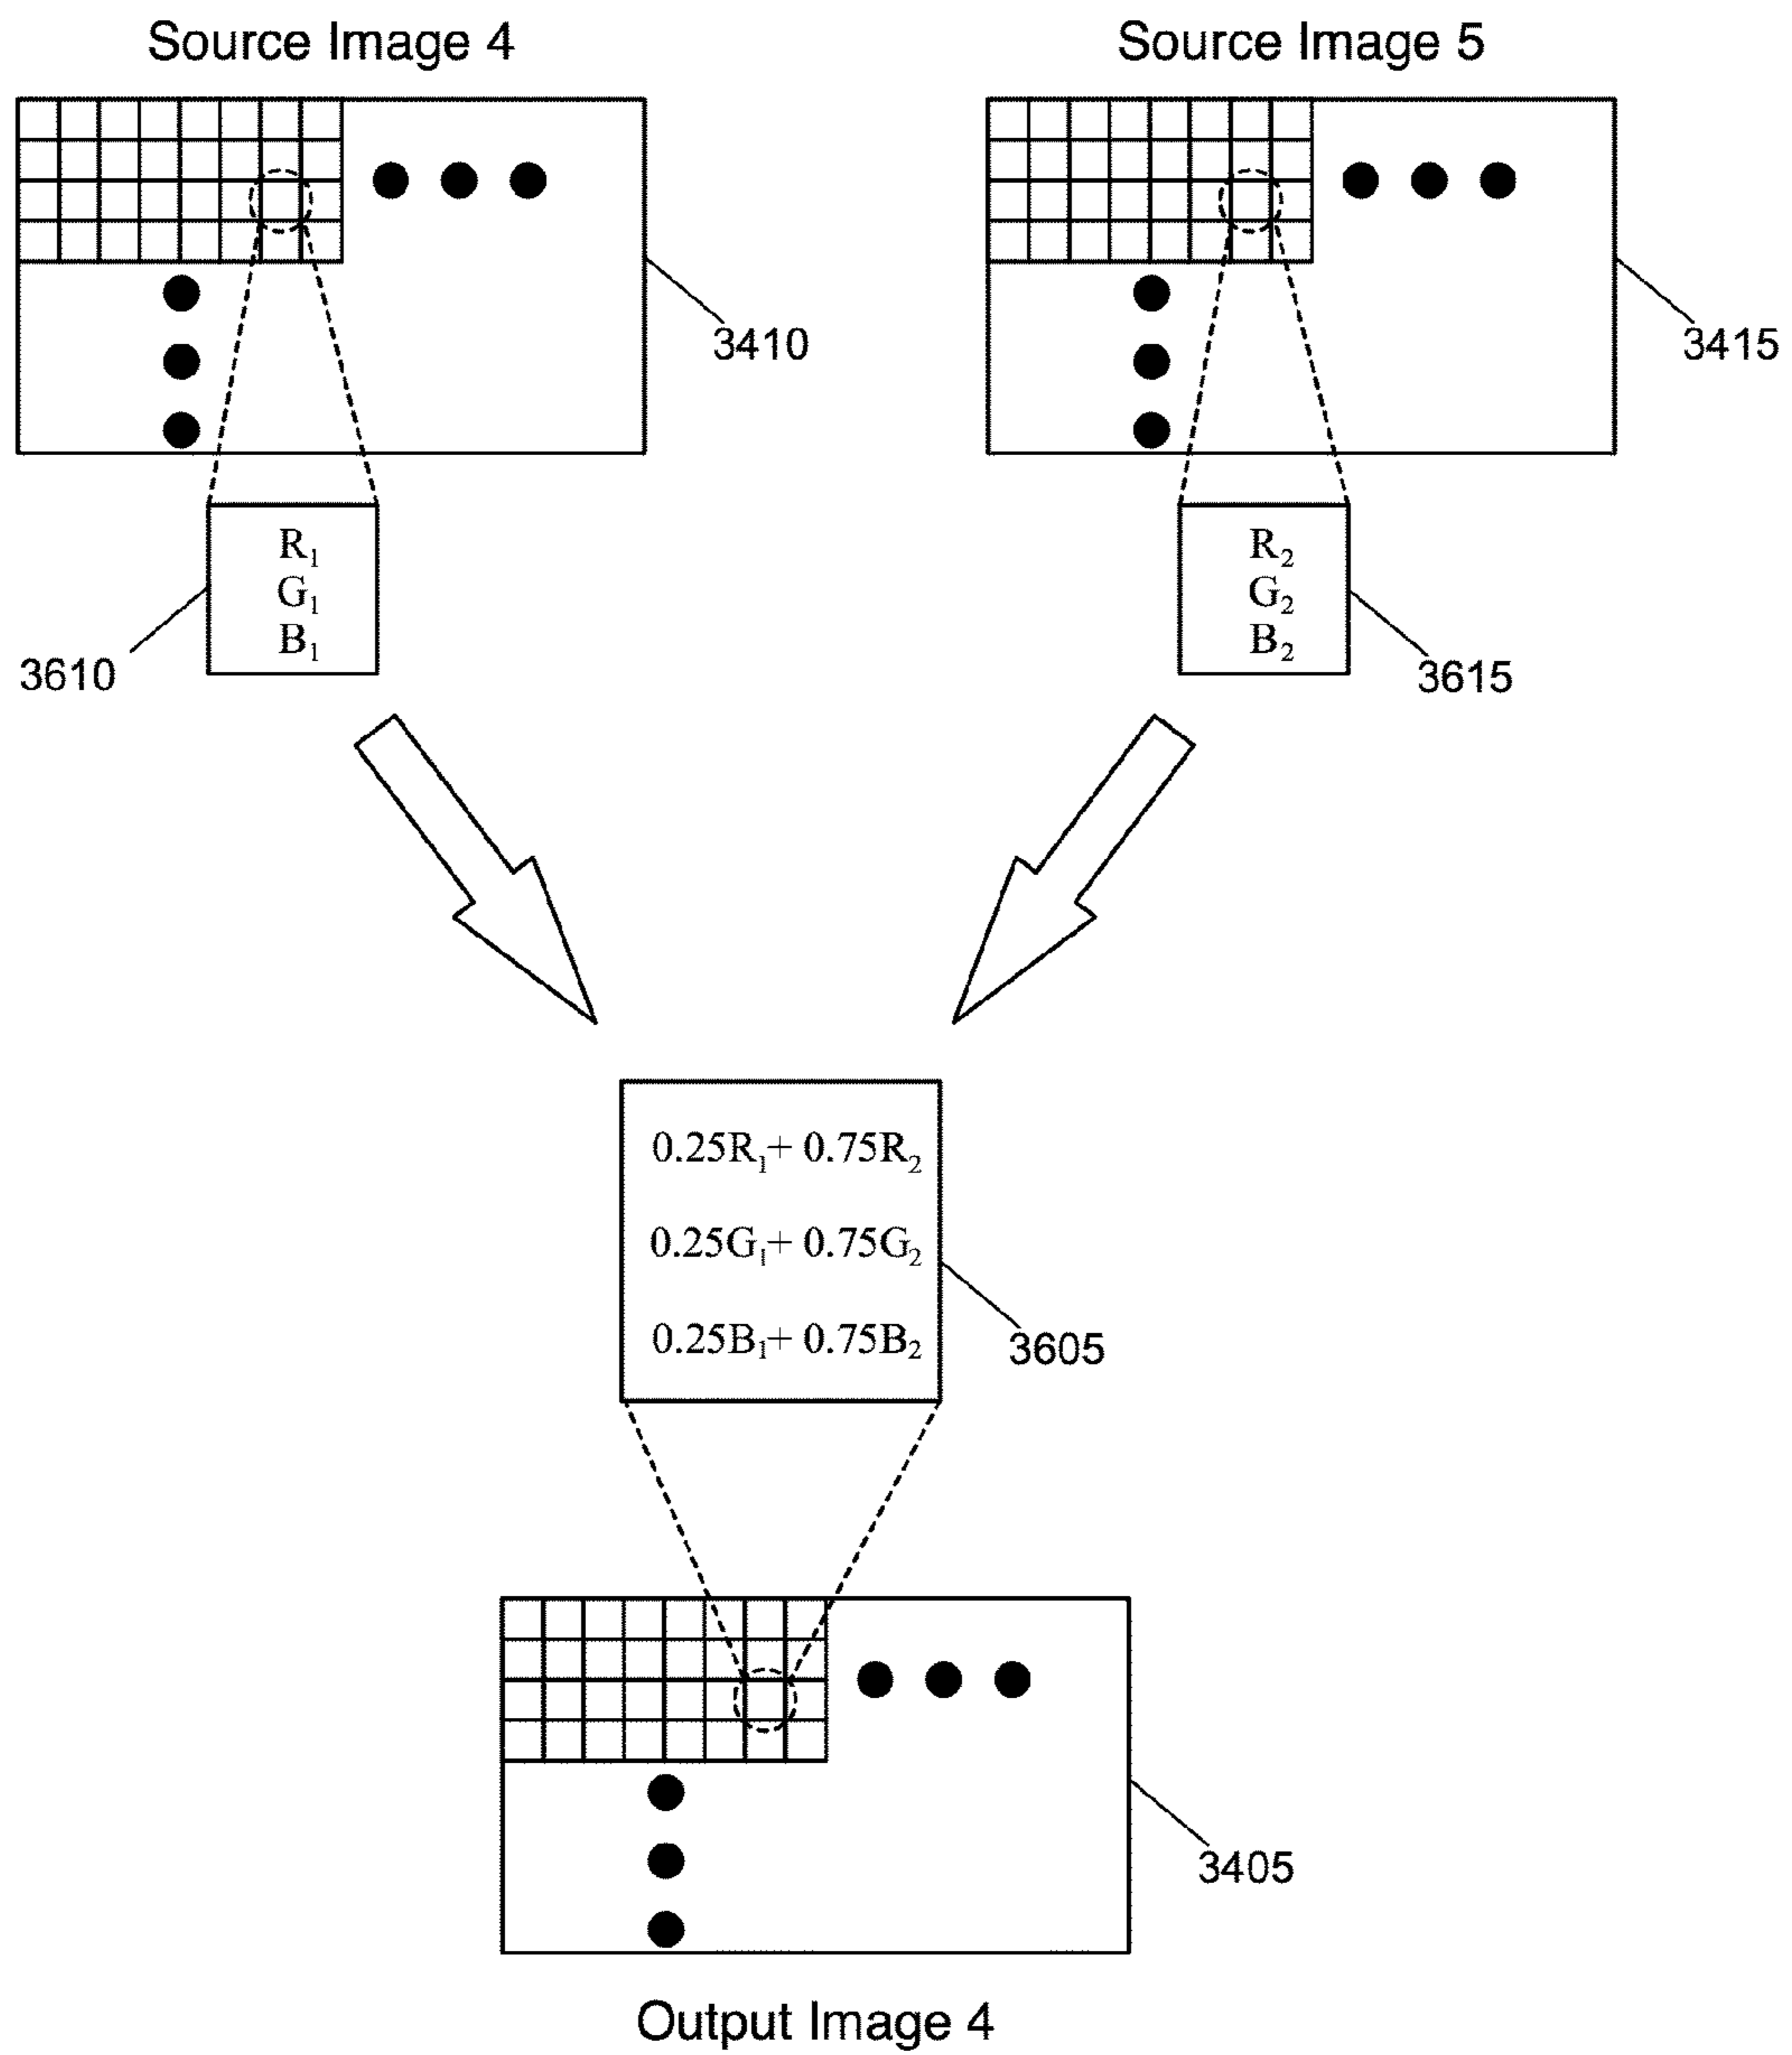 Source Image 4
Source Image 5
3410
3415
R₁
G₁
B₁
R₂
G₂
B₂
3610
3615
0.25R₁+ 0.75R₂
0.25G₁+ 0.75G₂
0.25B₁+ 0.75B₂
3605
3405
Output Image 4